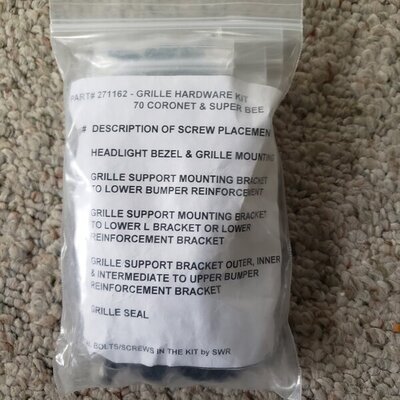 PART# 271162 - GRILLE HARDWARE KIT
70 CORONET & SUPER BEE
# DESCRIPTION OF SCREW PLACEMEN
HEADLIGHT BEZEL & GRILLE MOUNTING
GRILLE SUPPORT MOUNTING BRACKET
TO LOWER BUMPER REINFORCEMENT
GRILLE SUPPORT MOUNTING BRACKET
TO LOWER L BRACKET OR LOWER
REINFORCEMENT BRACKET
GRILLE SUPPORT BRACKET OUTER, INNER
& INTERMEDIATE TO UPPER BUMPER
REINFORCEMENT BRACKET
GRILLE SEAL
BOLTS/SCREWS IN THE KIT by SWR